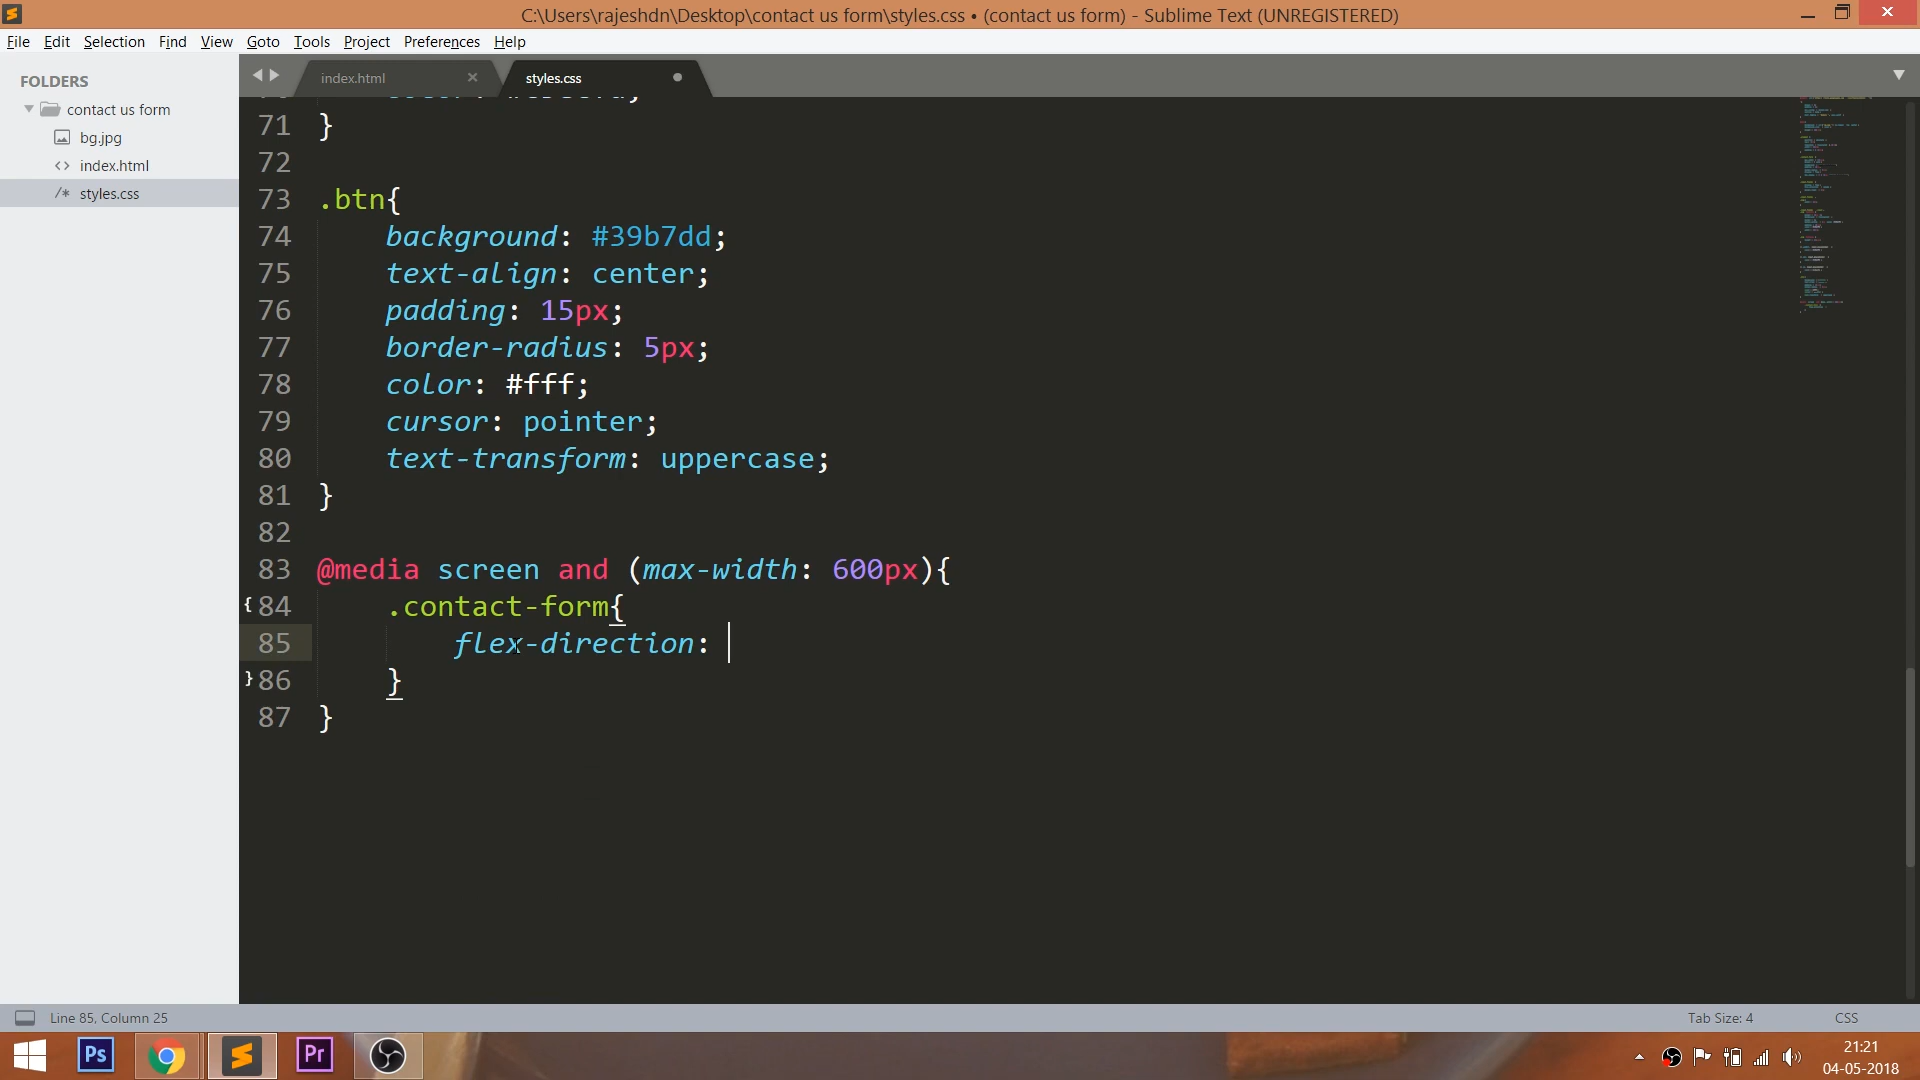 C:\Users\rajeshdn\Desktop\contact us form\styles.css • (contact us form) - Sublime Text (UNREGISTERED)
File Edit Selection Find View Goto Tools Project Preferences Help
FOLDERS
contact us form
bg.jpg
index.html
styles.css
index.html
styles.css
71 }
72
73 .btn{
74 background: #39b7dd;
75 text-align: center;
76 padding: 15px;
77 border-radius: 5px;
78 color: #fff;
79 cursor: pointer;
80 text-transform: uppercase;
81 }
82
83 @media screen and (max-width: 600px){
84 .contact-form{
85 flex-direction:
86 }
87 }
Line 85, Column 25
Tab Size: 4
CSS
Ps
Pr
21:21
04-05-2018